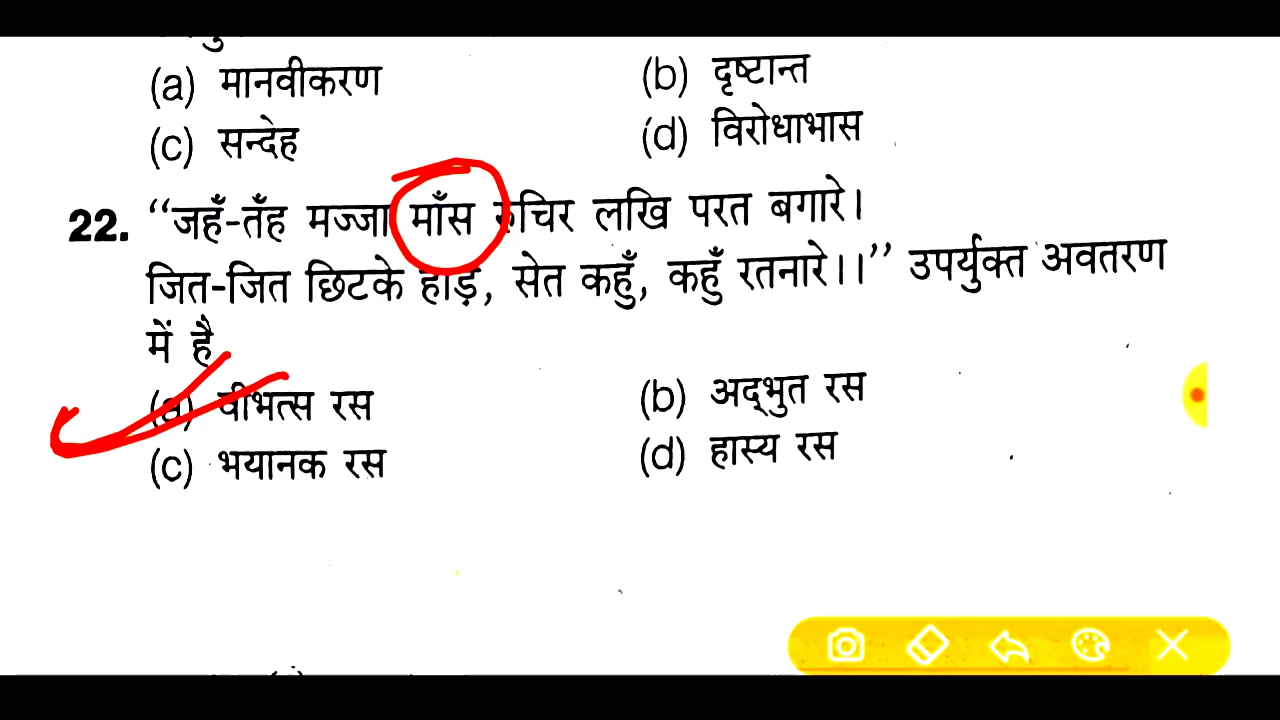 (a) मानवीकरण (b) दृष्टान्त
(c) सन्देह (d) विरोधाभास
22. “जहँ-तँह मज्जा माँस रुचिर लखि परत बगारे।
जित-जित छिटके हाड़, सेत कहुँ, कहुँ रतनारे।।” उपर्युक्त अवतरण
में है
(a) वीभत्स रस (b) अद्भुत रस
(c) भयानक रस (d) हास्य रस